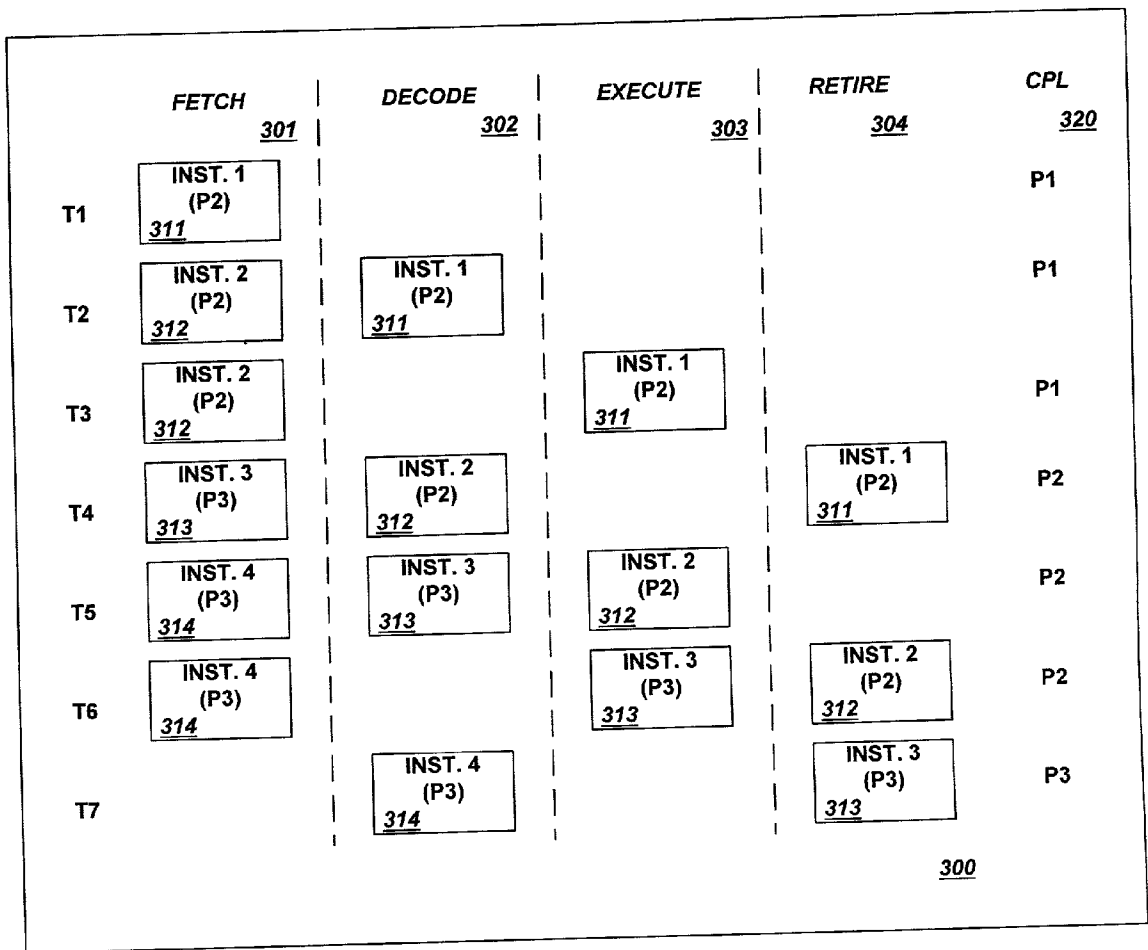 FETCH DECODE EXECUTE RETIRE CPL
301 302 303 304 320
INST. 1 P1
T1 (P2)
311
INST. 2 INST. 1 P1
T2 (P2) (P2)
312 311
INST. 2 INST. 1 P1
T3 (P2) (P2)
312 311
INST. 3 INST. 2 INST. 1 P2
T4 (P3) (P2) (P2)
313 312 311
INST. 4 INST. 3 INST. 2 P2
T5 (P3) (P3) (P2)
314 313 312
INST. 4 INST. 3 INST. 2 P2
T6 (P3) (P3) (P2)
314 313 312
INST. 4 INST. 3 P3
T7 (P3) (P3)
314 313
300